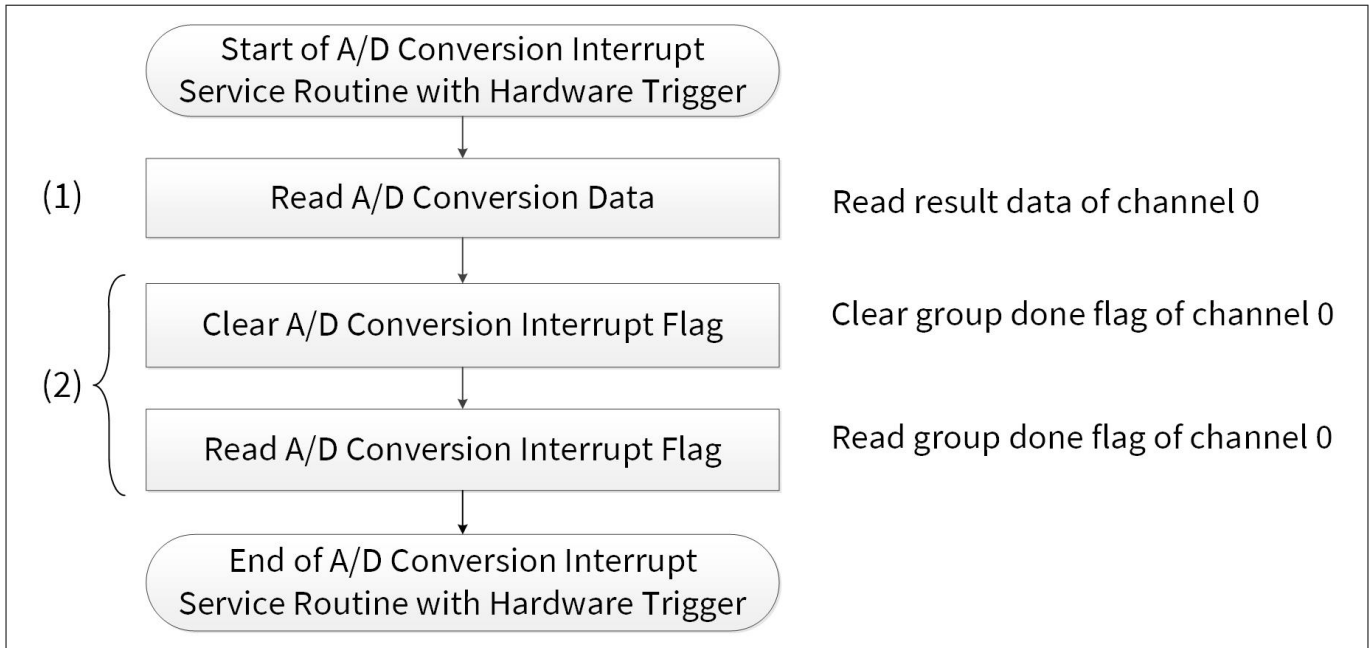 Start of A/D Conversion Interrupt
Service Routine with Hardware Trigger
(1)
Read A/D Conversion Data
Read result data of channel 0
Clear A/D Conversion Interrupt Flag
Clear group done flag of channel 0
(2)
Read A/D Conversion Interrupt Flag
Read group done flag of channel 0
End of A/D Conversion Interrupt
Service Routine with Hardware Trigger